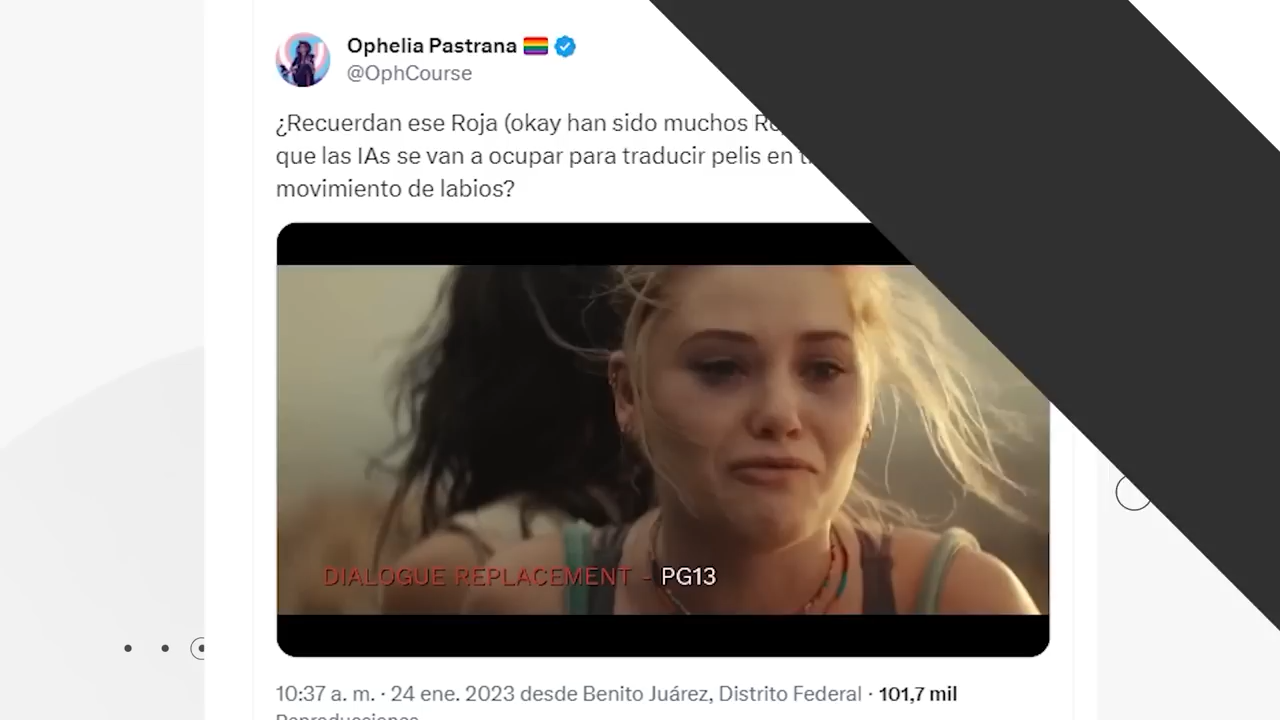 Ophelia Pastrana 🏳️‍🌈
@OphCourse
¿Recuerdan ese Roja (okay han sido muchos
que las IAs se van a ocupar para traducir pelis en
movimiento de labios?
DIALOGUE REPLACEMENT - PG13
10:37 a. m. · 24 ene. 2023 desde Benito Juárez, Distrito Federal · 101,7 mil
Reproducciones